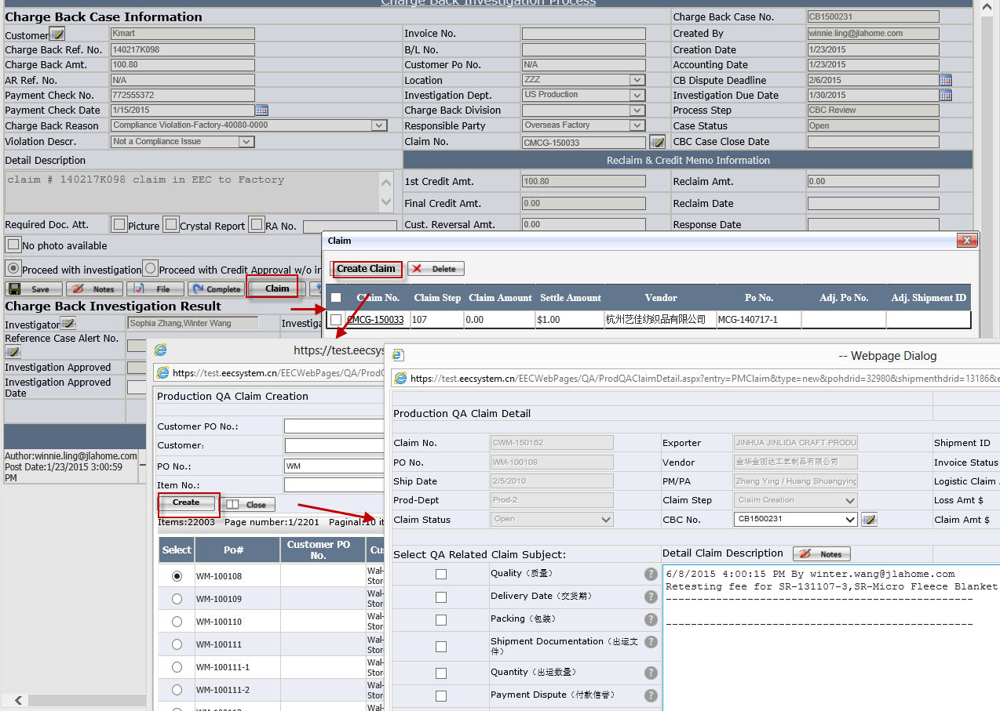 Charge Back Investigation Process
Charge Back Case Information
Charge Back Case No. CB1500231
Customer Kmart Invoice No. Created By winnie.ling@jlahome.com
Charge Back Ref. No. 140217K098 B/L No. Creation Date 1/23/2015
Charge Back Amt. 100.80 Customer Po No. N/A Accounting Date 1/23/2015
AR Ref. No. N/A Location ZZZ CB Dispute Deadline 2/6/2015
Payment Check No. 772555372 Investigation Dept. US Production Investigation Due Date 1/30/2015
Payment Check Date 1/15/2015 Charge Back Division Process Step CBC Review
Charge Back Reason Compliance Violation-Factory-40080-0000 Responsible Party Overseas Factory Case Status Open
Violation Descr. Not a Compliance Issue Claim No. CMCG-150033 CBC Case Close Date
Detail Description Reclaim & Credit Memo Information
claim # 140217K098 claim in EEC to Factory
1st Credit Amt. 100.80 Reclaim Amt. 0.00
Final Credit Amt. 0.00 Reclaim Date
Required Doc. Att. Picture Crystal Report RA No. Cust. Reversal Amt. 0.00 Response Date
No photo available
Proceed with investigation Proceed with Credit Approval w/o in
Save Notes File Complete Claim
Charge Back Investigation Result
Investigator Sophia Zhang,Winter Wang Investiga
Reference Case Alert No.
Investigation Approved
Investigation Approved
Date
Author:winnie.ling@jlahome.com
Post Date:1/23/2015 3:00:59
PM
Claim
Create Claim Delete
Claim No. Claim Step Claim Amount Settle Amount Vendor Po No. Adj. Po No. Adj. Shipment ID
CMCG-150033 107 0.00 $1.00 杭州艺佳纺织品有限公司 MCG-140717-1
https://test.eecsys
https://test.eecsystem.cn/EECWebPages/QA/ProdQ
Production QA Claim Creation
Customer PO No.:
Customer:
PO No.: WM
Item No.:
Create Close
Items:22003 Page number:1/2201 Paginal:10 it
Select Po# Customer PO
No. Cu
WM-100108 Wal-
Stor
WM-100109 Wal-
Stor
WM-100110 Wal-
Stor
WM-100111 Wal-
Stor
WM-100111-1 Wal-
Stor
WM-100111-2 Wal-
Stor
-- Webpage Dialog
https://test.eecsystem.cn/EECWebPages/QA/ProdQAClaimDetail.aspx?entry=PMClaim&type=new&pohdrid=32980&shipmenthdrid=13186&e
Production QA Claim Detail
Claim No. CWM-150162 Exporter JINHUA JINLIDA CRAFT PRODU Shipment ID
PO No. WM-100108 Vendor 金华金丽达工艺制品有限公司 Invoice Status
Ship Date 2/5/2010 PM/PA Zhang Ying / Huang Shuangying Logistic Claim
Prod-Dept Prod-2 Claim Step Claim Creation Loss Amt $
Claim Status Open CBC No. CB1500231 Claim Amt $
Select QA Related Claim Subject: Detail Claim Description Notes
Quality（质量） ?
Delivery Date（交货期） ?
Packing（包装） ?
Shipment Documentation（出运文
件） ?
Quantity（出运数量） ?
Payment Dispute（付款信誉） ?
6/8/2015 4:00:15 PM By winter.wang@jlahome.com
Retesting fee for SR-131107-3,SR-Micro Fleece Blanket
-------------------------------------------------
-------------------------------------------------